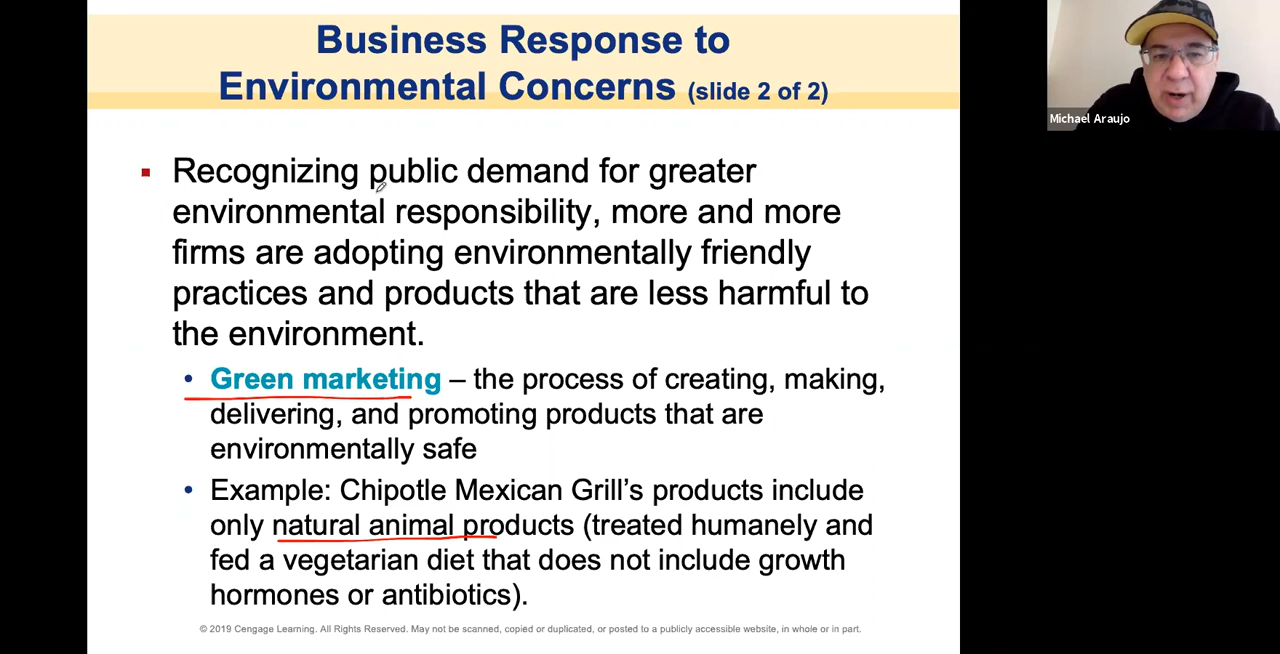 Business Response to
Environmental Concerns (slide 2 of 2)
Michael Araujo
▪ Recognizing public demand for greater
environmental responsibility, more and more
firms are adopting environmentally friendly
practices and products that are less harmful to
the environment.
• Green marketing – the process of creating, making,
delivering, and promoting products that are
environmentally safe
• Example: Chipotle Mexican Grill’s products include
only natural animal products (treated humanely and
fed a vegetarian diet that does not include growth
hormones or antibiotics).
© 2019 Cengage Learning. All Rights Reserved. May not be scanned, copied or duplicated, or posted to a publicly accessible website, in whole or in part.